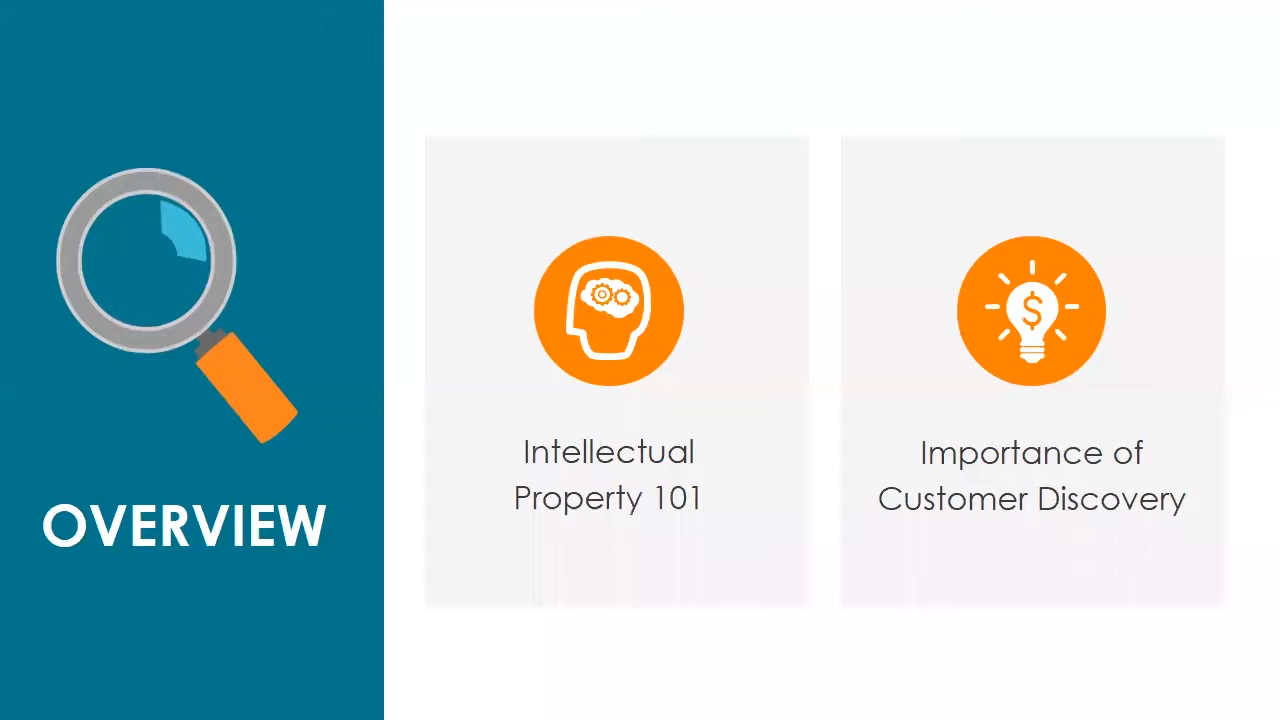 OVERVIEW
Intellectual
Property 101
Importance of
Customer Discovery